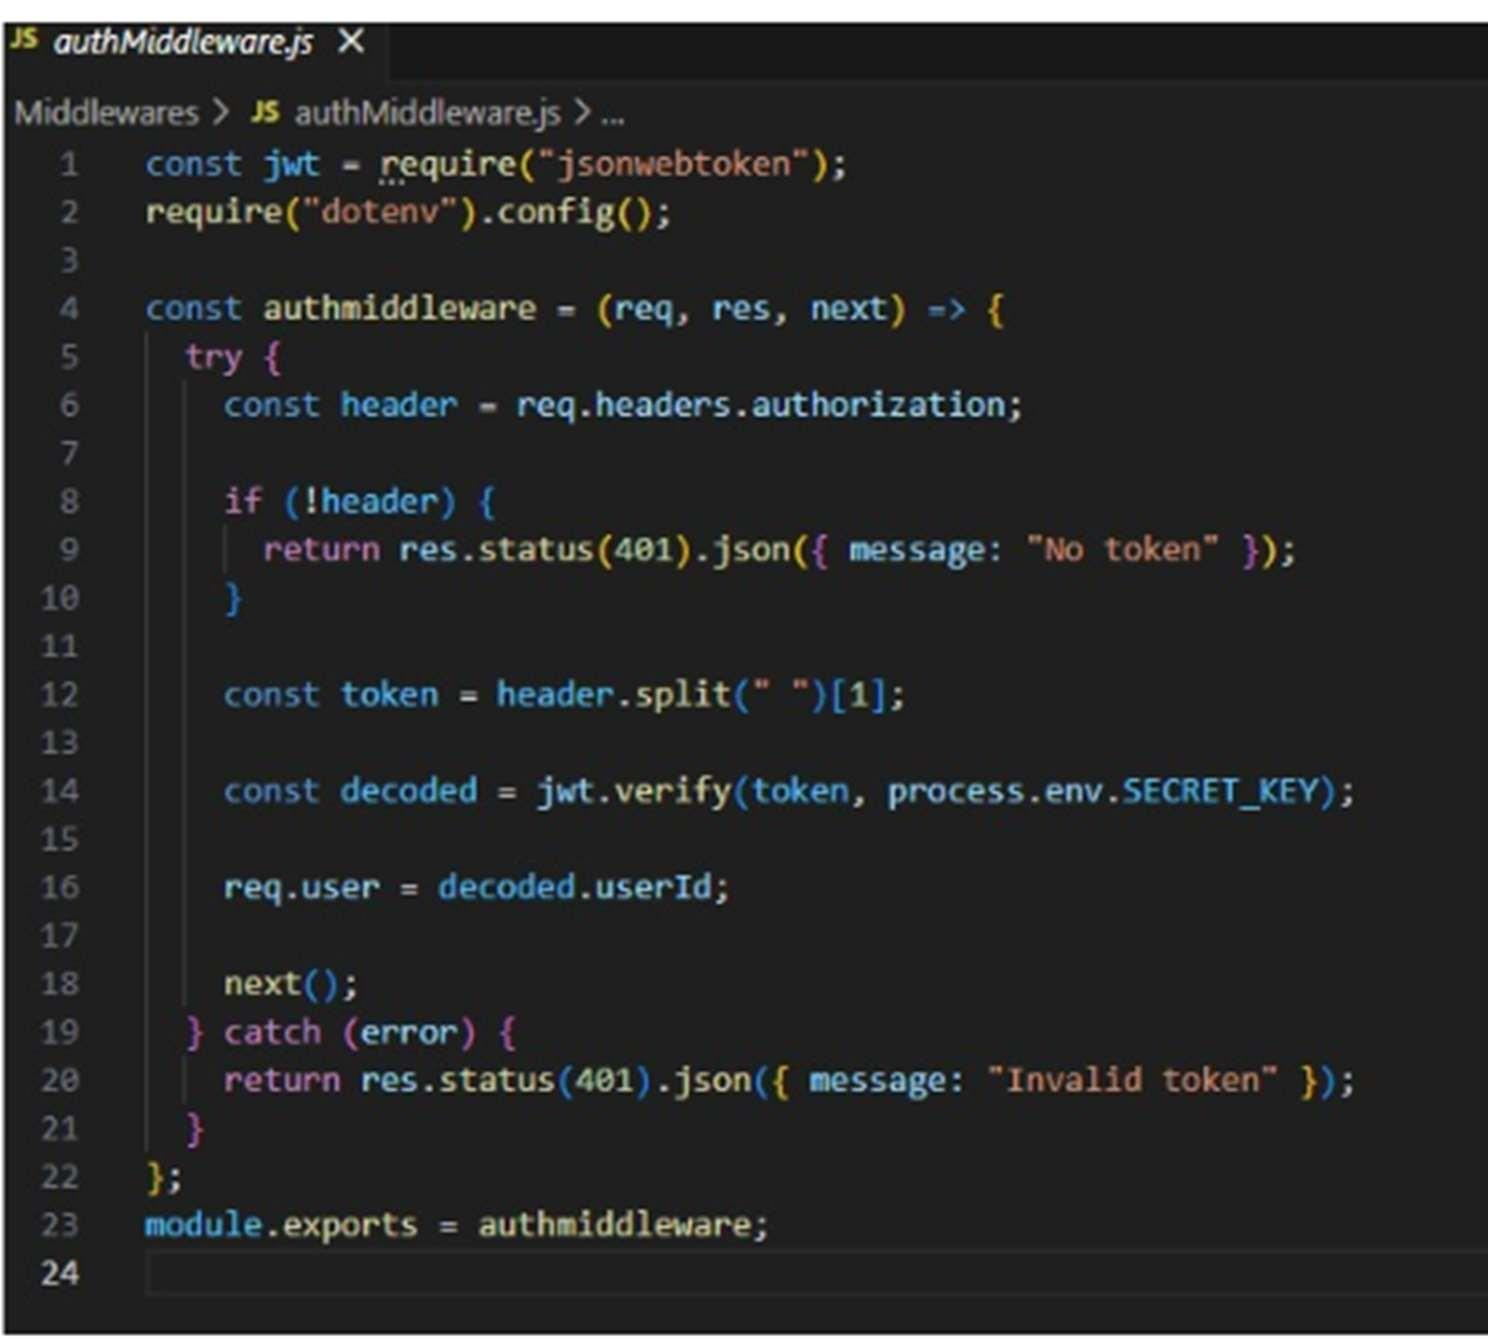 JS authMiddleware.js ✕
Middlewares > JS authMiddleware.js > ...
1 const jwt = require("jsonwebtoken");
2 require("dotenv").config();
3
4 const authmiddleware = (req, res, next) => {
5   try {
6     const header = req.headers.authorization;
7
8     if (!header) {
9       return res.status(401).json({ message: "No token" });
10     }
11
12     const token = header.split(" ")[1];
13
14     const decoded = jwt.verify(token, process.env.SECRET_KEY);
15
16     req.user = decoded.userId;
17
18     next();
19   } catch (error) {
20     return res.status(401).json({ message: "Invalid token" });
21   }
22 };
23 module.exports = authmiddleware;
24